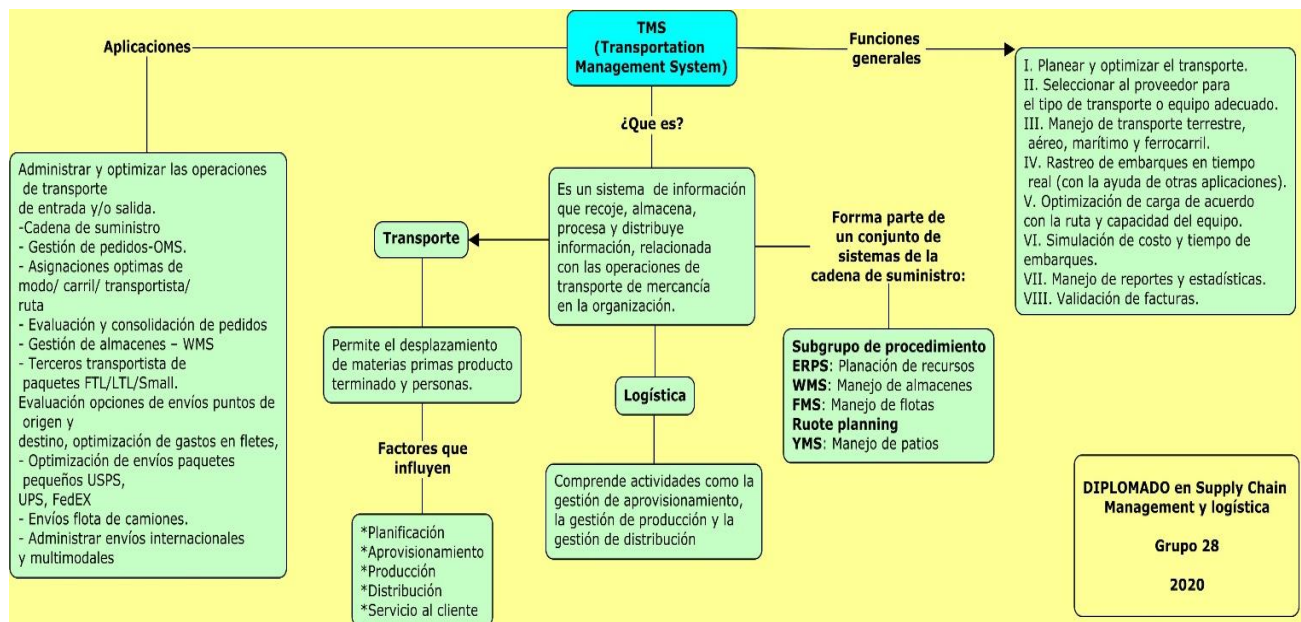 TMS
(Transportation
Management System)
Aplicaciones
Administrar y optimizar las operaciones
de transporte
de entrada y/o salida.
-Cadena de suministro
- Gestión de pedidos-OMS.
- Asignaciones optimas de
modo/ carril/ transportista/
ruta
- Evaluación y consolidación de pedidos
- Gestión de almacenes – WMS
- Terceros transportista de
paquetes FTL/LTL/Small.
Evaluación opciones de envíos puntos de
origen y
destino, optimización de gastos en fletes,
- Optimización de envíos paquetes
pequeños USPS,
UPS, FedEX
- Envíos flota de camiones.
- Administrar envíos internacionales
y multimodales
¿Que es?
Es un sistema de información
que recoje, almacena,
procesa y distribuye
información, relacionada
con las operaciones de
transporte de mercancía
en la organización.
Transporte
Permite el desplazamiento
de materias primas producto
terminado y personas.
Factores que
influyen
*Planificación
*Aprovisionamiento
*Producción
*Distribución
*Servicio al cliente
Logística
Comprende actividades como la
gestión de aprovisionamiento,
la gestión de producción y la
gestión de distribución
Forrma parte de
un conjunto de
sistemas de la
cadena de suministro:
Subgrupo de procedimiento
ERPS: Planación de recursos
WMS: Manejo de almacenes
FMS: Manejo de flotas
Ruote planning
YMS: Manejo de patios
Funciones
generales
I. Planear y optimizar el transporte.
II. Seleccionar al proveedor para
el tipo de transporte o equipo adecuado.
III. Manejo de transporte terrestre,
aéreo, marítimo y ferrocarril.
IV. Rastreo de embarques en tiempo
real (con la ayuda de otras aplicaciones).
V. Optimización de carga de acuerdo
con la ruta y capacidad del equipo.
VI. Simulación de costo y tiempo de
embarques.
VII. Manejo de reportes y estadísticas.
VIII. Validación de facturas.
DIPLOMADO en Supply Chain
Management y logística
Grupo 28
2020